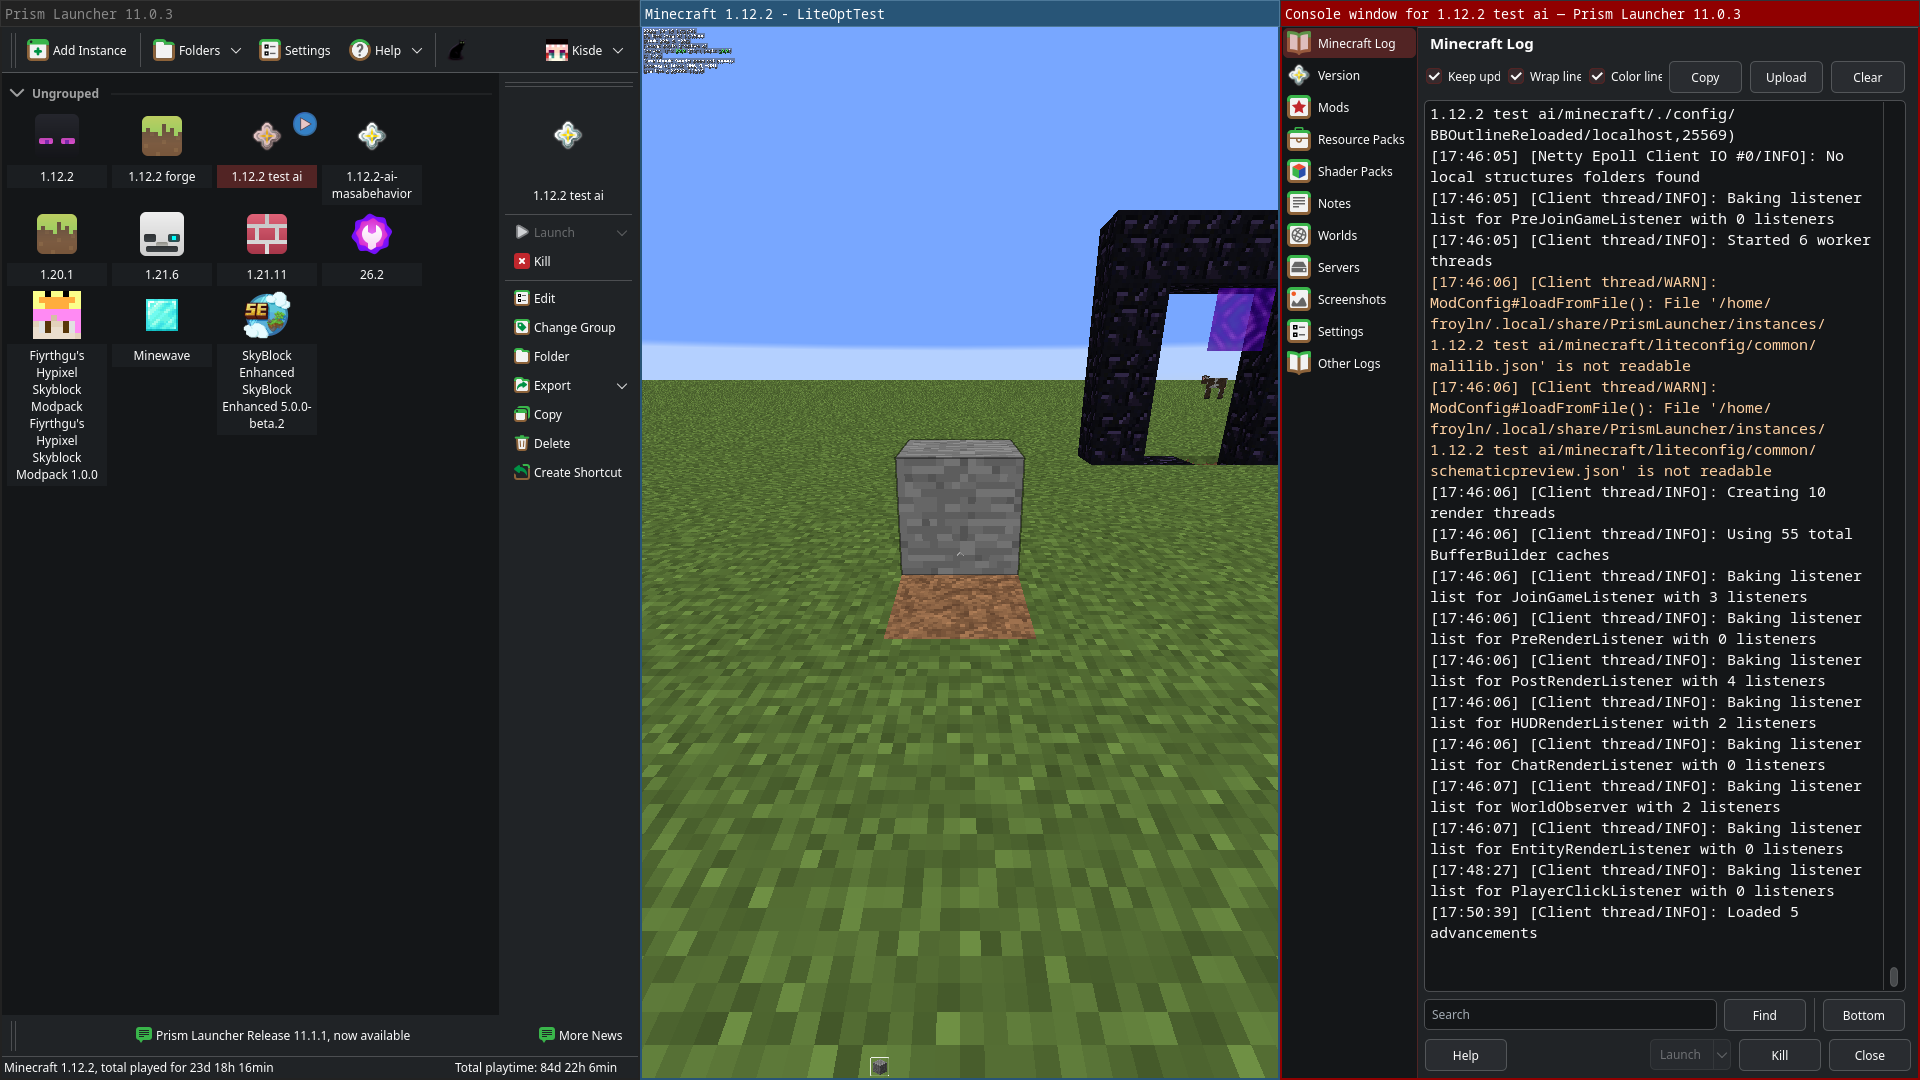 Prism Launcher 11.0.3
Add Instance
Folders
Settings
Help
Kisde
Ungrouped
1.12.2
1.12.2 forge
1.12.2 test ai
1.12.2-ai-
masabehavior
1.20.1
1.21.6
1.21.11
26.2
Fiyrthgu's
Hypixel
Skyblock
Modpack
Fiyrthgu's
Hypixel
Skyblock
Modpack 1.0.0
Minewave
SkyBlock
Enhanced
SkyBlock
Enhanced 5.0.0-
beta.2
1.12.2 test ai
Launch
Kill
Edit
Change Group
Folder
Export
Copy
Delete
Create Shortcut
Prism Launcher Release 11.1.1, now available
More News
Minecraft 1.12.2, total played for 23d 18h 16min
Total playtime: 84d 22h 6min
Minecraft 1.12.2 - LiteOptTest
Console window for 1.12.2 test ai — Prism Launcher 11.0.3
Minecraft Log
Version
Mods
Resource Packs
Shader Packs
Notes
Worlds
Servers
Screenshots
Settings
Other Logs
Minecraft Log
Keep upd
Wrap line
Color line
Copy
Upload
Clear
1.12.2 test ai/minecraft/./config/
BBOutlineReloaded/localhost,25569)
[17:46:05] [Netty Epoll Client IO #0/INFO]: No
local structures folders found
[17:46:05] [Client thread/INFO]: Baking listener
list for PreJoinGameListener with 0 listeners
[17:46:05] [Client thread/INFO]: Started 6 worker
threads
[17:46:06] [Client thread/WARN]:
ModConfig#loadFromFile(): File '/home/
froyln/.local/share/PrismLauncher/instances/
1.12.2 test ai/minecraft/liteconfig/common/
malilib.json' is not readable
[17:46:06] [Client thread/WARN]:
ModConfig#loadFromFile(): File '/home/
froyln/.local/share/PrismLauncher/instances/
1.12.2 test ai/minecraft/liteconfig/common/
schematicpreview.json' is not readable
[17:46:06] [Client thread/INFO]: Creating 10
render threads
[17:46:06] [Client thread/INFO]: Using 55 total
BufferBuilder caches
[17:46:06] [Client thread/INFO]: Baking listener
list for JoinGameListener with 3 listeners
[17:46:06] [Client thread/INFO]: Baking listener
list for PreRenderListener with 0 listeners
[17:46:06] [Client thread/INFO]: Baking listener
list for PostRenderListener with 4 listeners
[17:46:06] [Client thread/INFO]: Baking listener
list for HUDRenderListener with 2 listeners
[17:46:06] [Client thread/INFO]: Baking listener
list for ChatRenderListener with 0 listeners
[17:46:07] [Client thread/INFO]: Baking listener
list for WorldObserver with 2 listeners
[17:46:07] [Client thread/INFO]: Baking listener
list for EntityRenderListener with 0 listeners
[17:48:27] [Client thread/INFO]: Baking listener
list for PlayerClickListener with 0 listeners
[17:50:39] [Client thread/INFO]: Loaded 5
advancements
Search
Find
Bottom
Help
Launch
Kill
Close